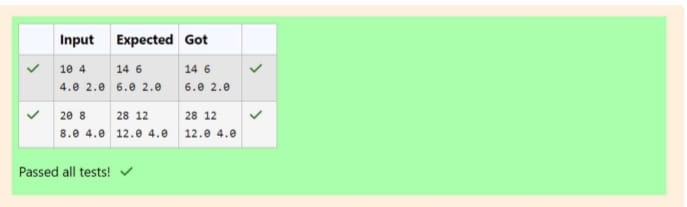 Input Expected Got
10 4 14 6 14 6
4.0 2.0 6.0 2.0 6.0 2.0
20 8 28 12 28 12
8.0 4.0 12.0 4.0 12.0 4.0
Passed all tests!